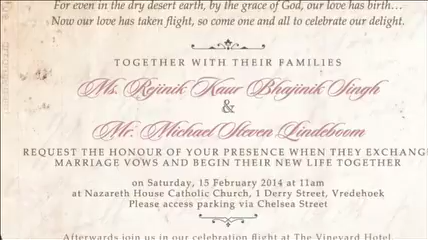 For even in the dry desert earth, by the grace of God, our love has birth...
Now our love has taken flight, so come one and all to celebrate our delight.
TOGETHER WITH THEIR FAMILIES
Ms. Rejinik Kaur Bhajinik Singh
&
Mr. Michael Steven Lindeboom
REQUEST THE HONOUR OF YOUR PRESENCE WHEN THEY EXCHANGE
MARRIAGE VOWS AND BEGIN THEIR NEW LIFE TOGETHER
on Saturday, 15 February 2014 at 11am
at Nazareth House Catholic Church, 1 Derry Street, Vredehoek
Please access parking via Chelsea Street
Afterwards join us in our celebration flight at The Vineyard Hotel.